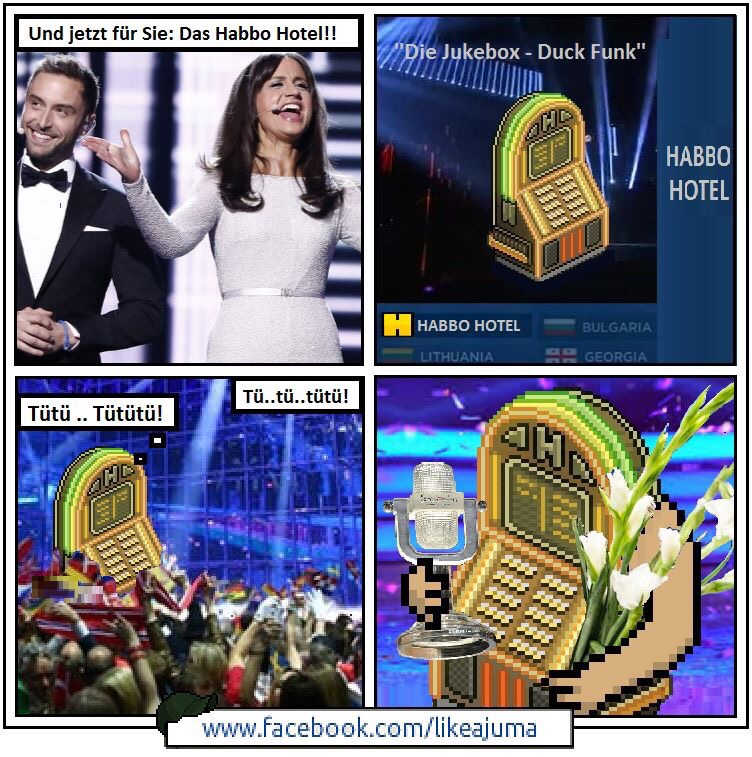 Und jetzt für Sie: Das Habbo Hotel!!
"Die Jukebox - Duck Funk"
H
HABBO
HOTEL
H HABBO HOTEL
BULGARIA
LITHUANIA
GEORGIA
Tütü .. Tütütü!
Tü..tü..tütü!
H
H
www.facebook.com/likeajuma